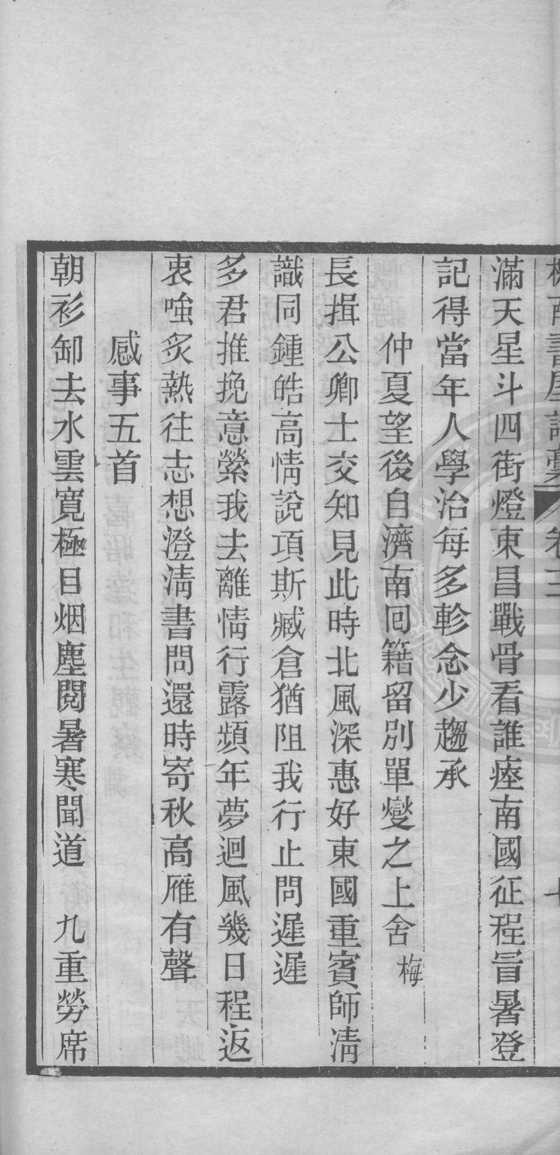 滿天星斗四街燈東昌戰骨看誰瘞南國征程冒暑登
記得當年人學治每多軫念少趨承
仲夏望後自濟南回籍留別單燮之上舍梅
長揖公卿士交知見此時北風深惠好東國重賓師清
識同鍾皓高情說項斯臧倉猶阻我行止問遲遲
多君推挽意縈我去離情行露頻年夢迴風幾日程返
衷嗤炙熱往志想澄清書問還時寄秋高雁有聲
感事五首
朝衫卸去水雲寬極目烟塵閱暑寒聞道 九重勞席